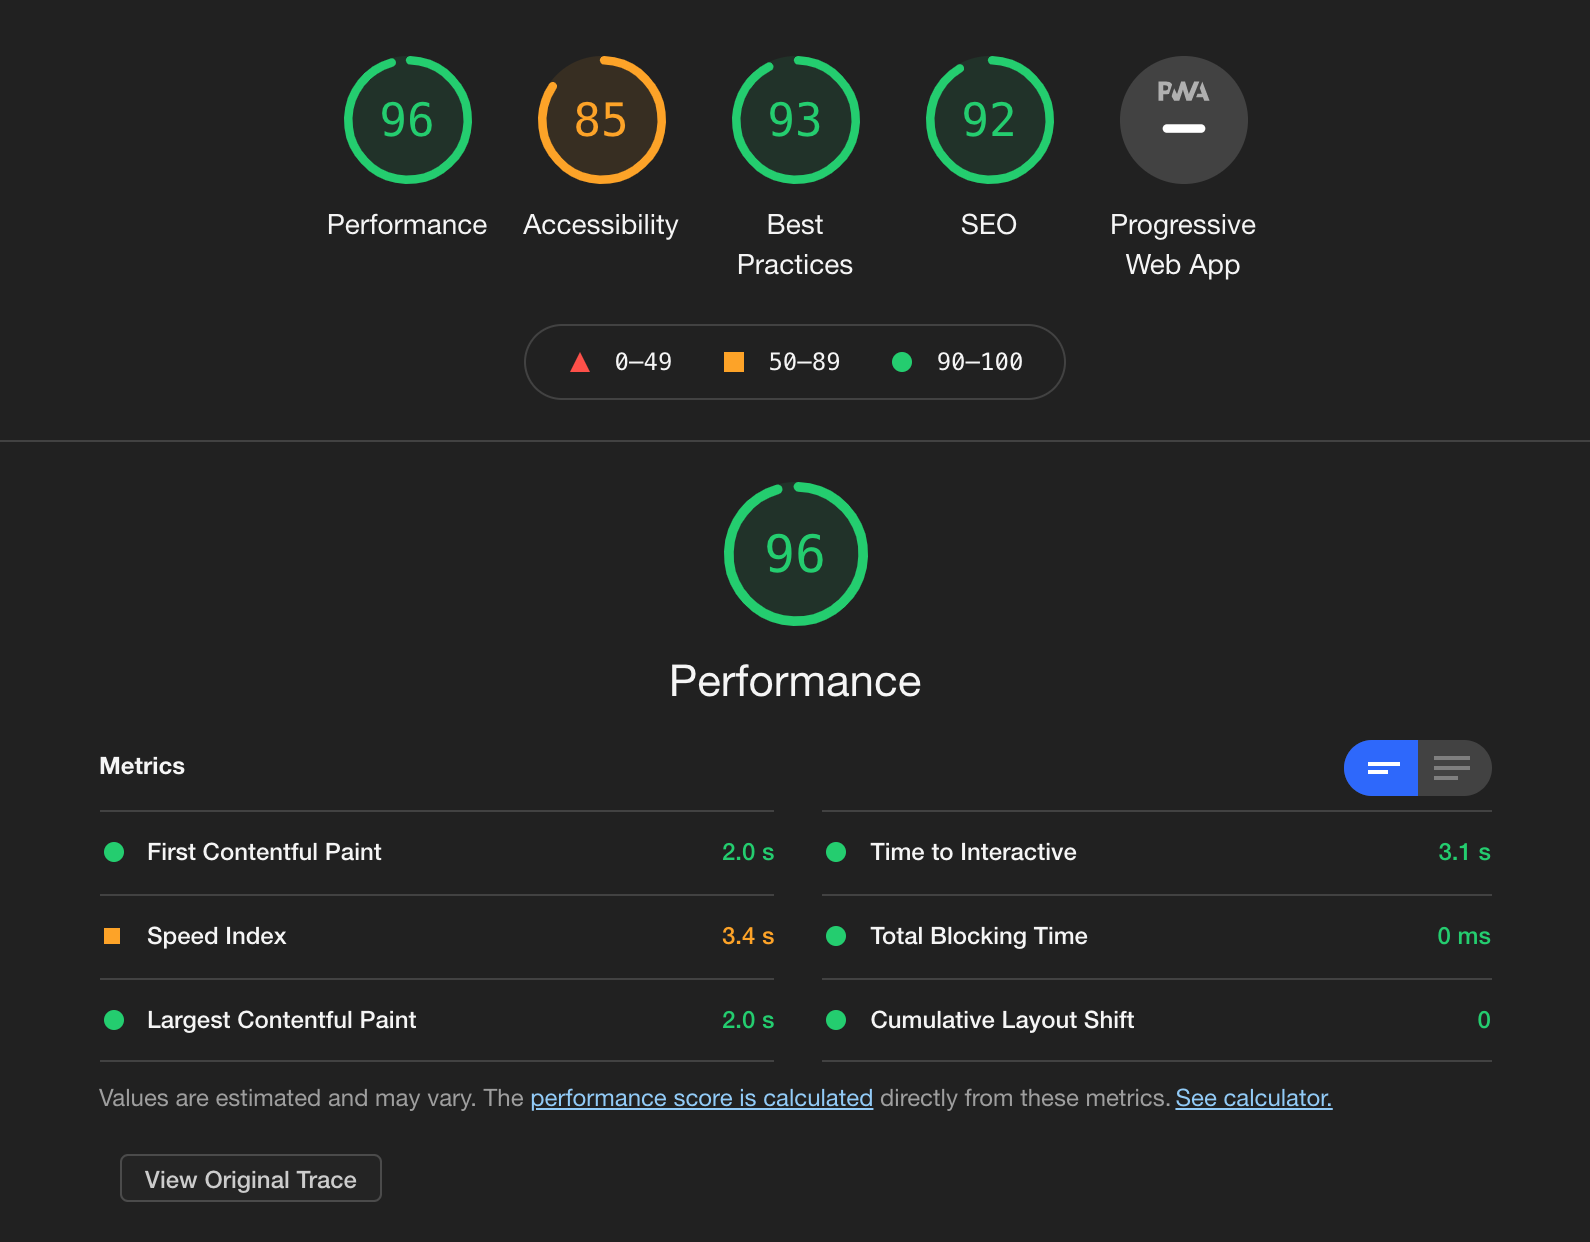 96
85
93
92
PWA
Performance
Accessibility
Best
Practices
SEO
Progressive
Web App
0–49
50–89
90–100
96
Performance
Metrics
First Contentful Paint 2.0 s
Time to Interactive 3.1 s
Speed Index 3.4 s
Total Blocking Time 0 ms
Largest Contentful Paint 2.0 s
Cumulative Layout Shift 0
Values are estimated and may vary. The performance score is calculated directly from these metrics. See calculator.
View Original Trace